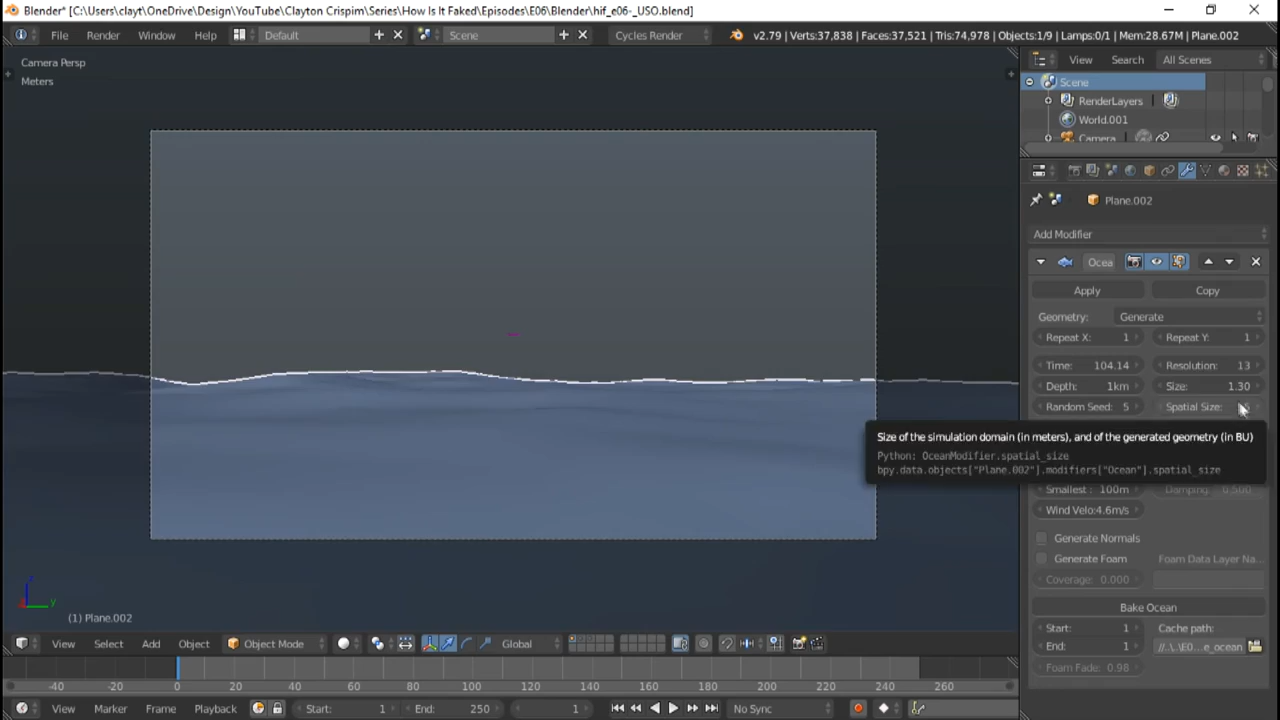 Blender* [C:\Users\clayt\OneDrive\Design\YouTube\Clayton Crispim\Series\How Is It Faked\Episodes\E06\Blender\hif_e06-_USO.blend]
File Render Window Help Default Scene Cycles Render v2.79 | Verts:37,838 | Faces:37,521 | Tris:74,978 | Objects:1/9 | Lamps:0/1 | Mem:28.67M | Plane.002
Camera Persp
Meters
View Search All Scenes
Scene
RenderLayers
World.001
Camera
Plane.002
Add Modifier
Ocea
Apply Copy
Geometry: Generate
Repeat X: 1 Repeat Y: 1
Time: 104.14 Resolution: 13
Depth: 1km Size: 1.30
Random Seed: 5 Spatial Size:
Size of the simulation domain (in meters), and of the generated geometry (in BU)
Python: OceanModifier.spatial_size
bpy.data.objects["Plane.002"].modifiers["Ocean"].spatial_size
Smallest: 100m Damping: 0.500
Wind Velo:4.6m/s
Generate Normals
Generate Foam Foam Data Layer Na...
Coverage: 0.000
Bake Ocean
Start: 1 Cache path:
End: 1 //..\..\E0...e_ocean
Foam Fade: 0.98
z
y
(1) Plane.002
View Select Add Object Object Mode Global
-40 -20 0 20 40 60 80 100 120 140 160 180 200 220 240 260
View Marker Frame Playback Start: 1 End: 250 1 No Sync